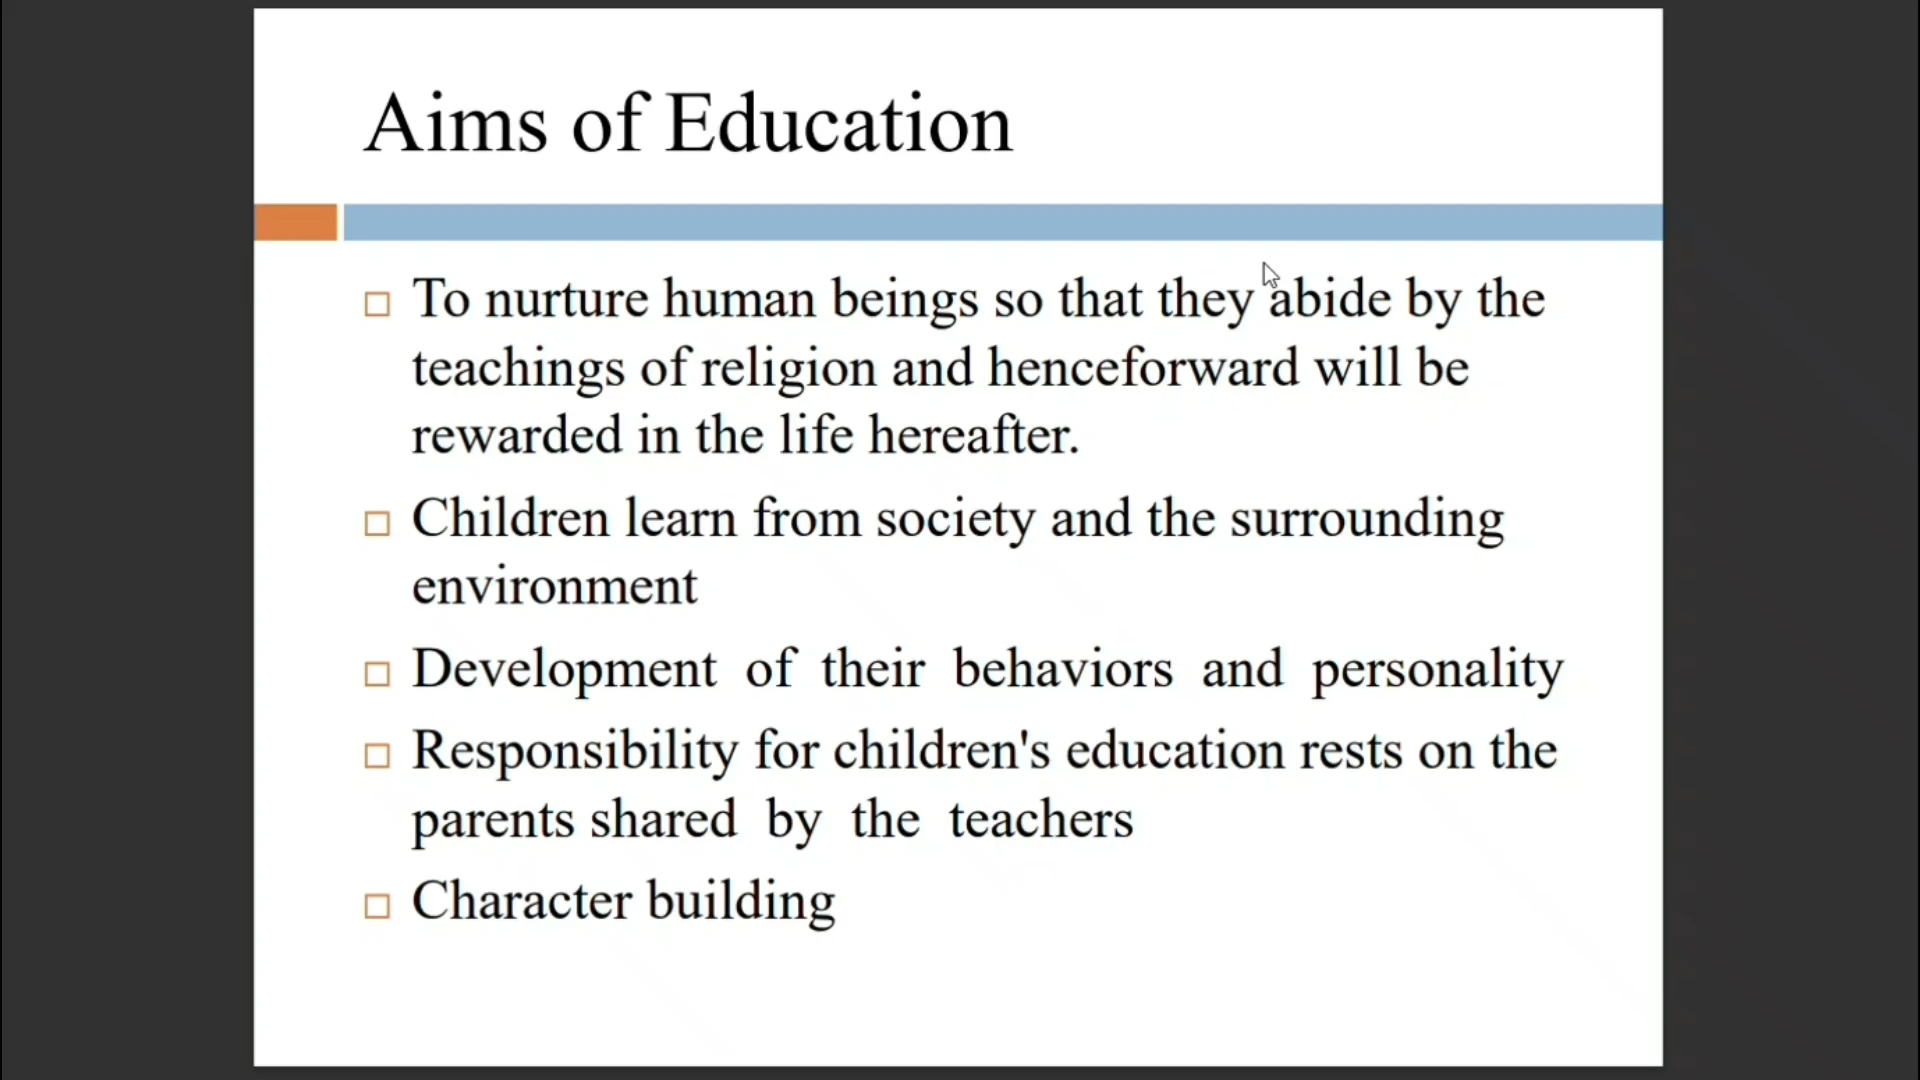 Aims of Education
To nurture human beings so that they abide by the
teachings of religion and henceforward will be
rewarded in the life hereafter.
Children learn from society and the surrounding
environment
Development of their behaviors and personality
Responsibility for children's education rests on the
parents shared by the teachers
Character building